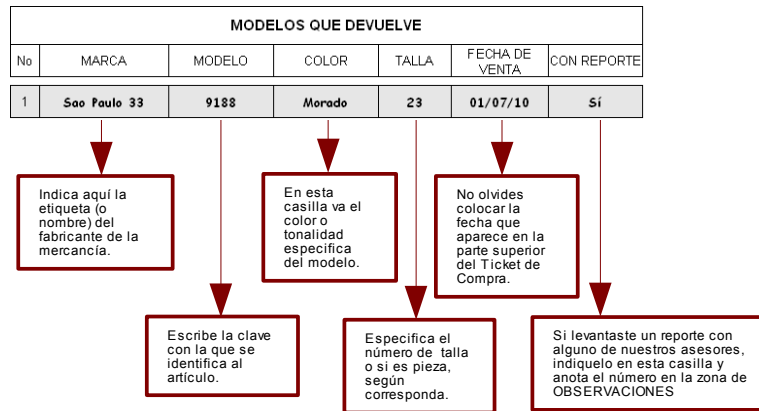 MODELOS QUE DEVUELVE
No MARCA MODELO COLOR TALLA FECHA DE VENTA CON REPORTE
1 Sao Paulo 33 9188 Morado 23 01/07/10 Sí
Indica aquí la
etiqueta (o
nombre) del
fabricante de la
mercancía.
En esta
casilla va el
color o
tonalidad
especifica
del modelo.
No olvides
colocar la
fecha que
aparece en la
parte superior
del Ticket de
Compra.
Escribe la clave
con la que se
identifica al
artículo.
Especifica el
número de talla
o si es pieza,
según
corresponda.
Si levantaste un reporte con
alguno de nuestros asesores,
indiquelo en esta casilla y
anota el número en la zona de
OBSERVACIONES